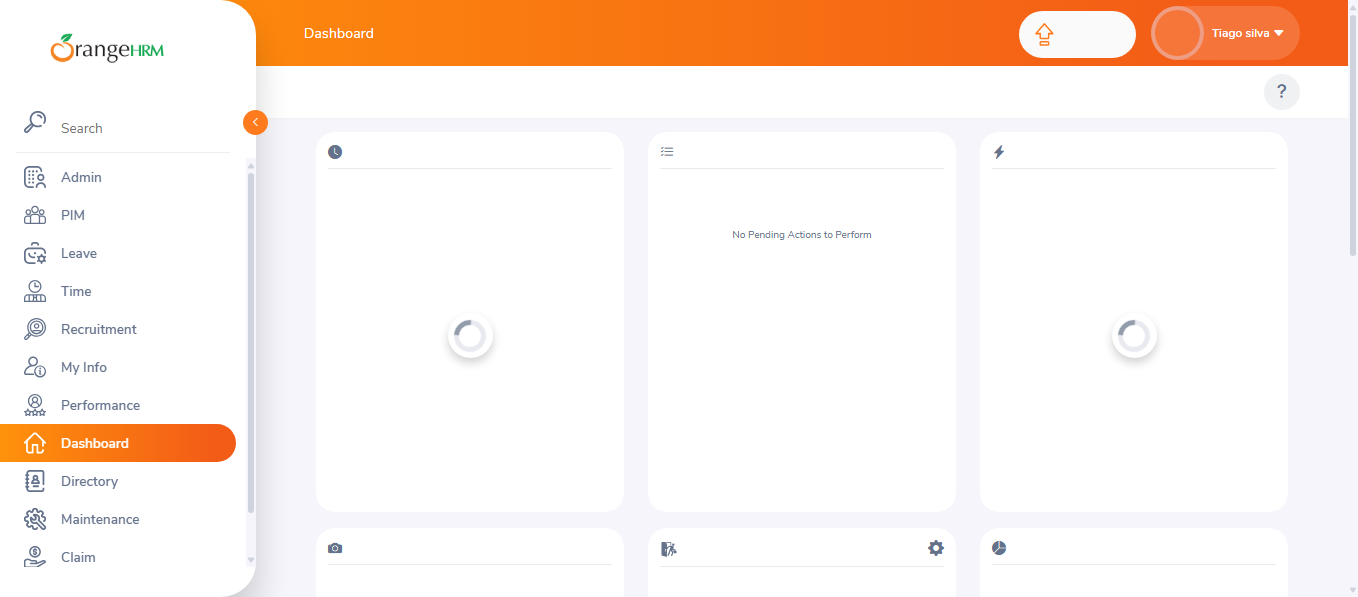 OrangeHRM
Dashboard
Tiago silva
?
Search
Admin
PIM
Leave
Time
Recruitment
My Info
Performance
Dashboard
Directory
Maintenance
Claim
No Pending Actions to Perform